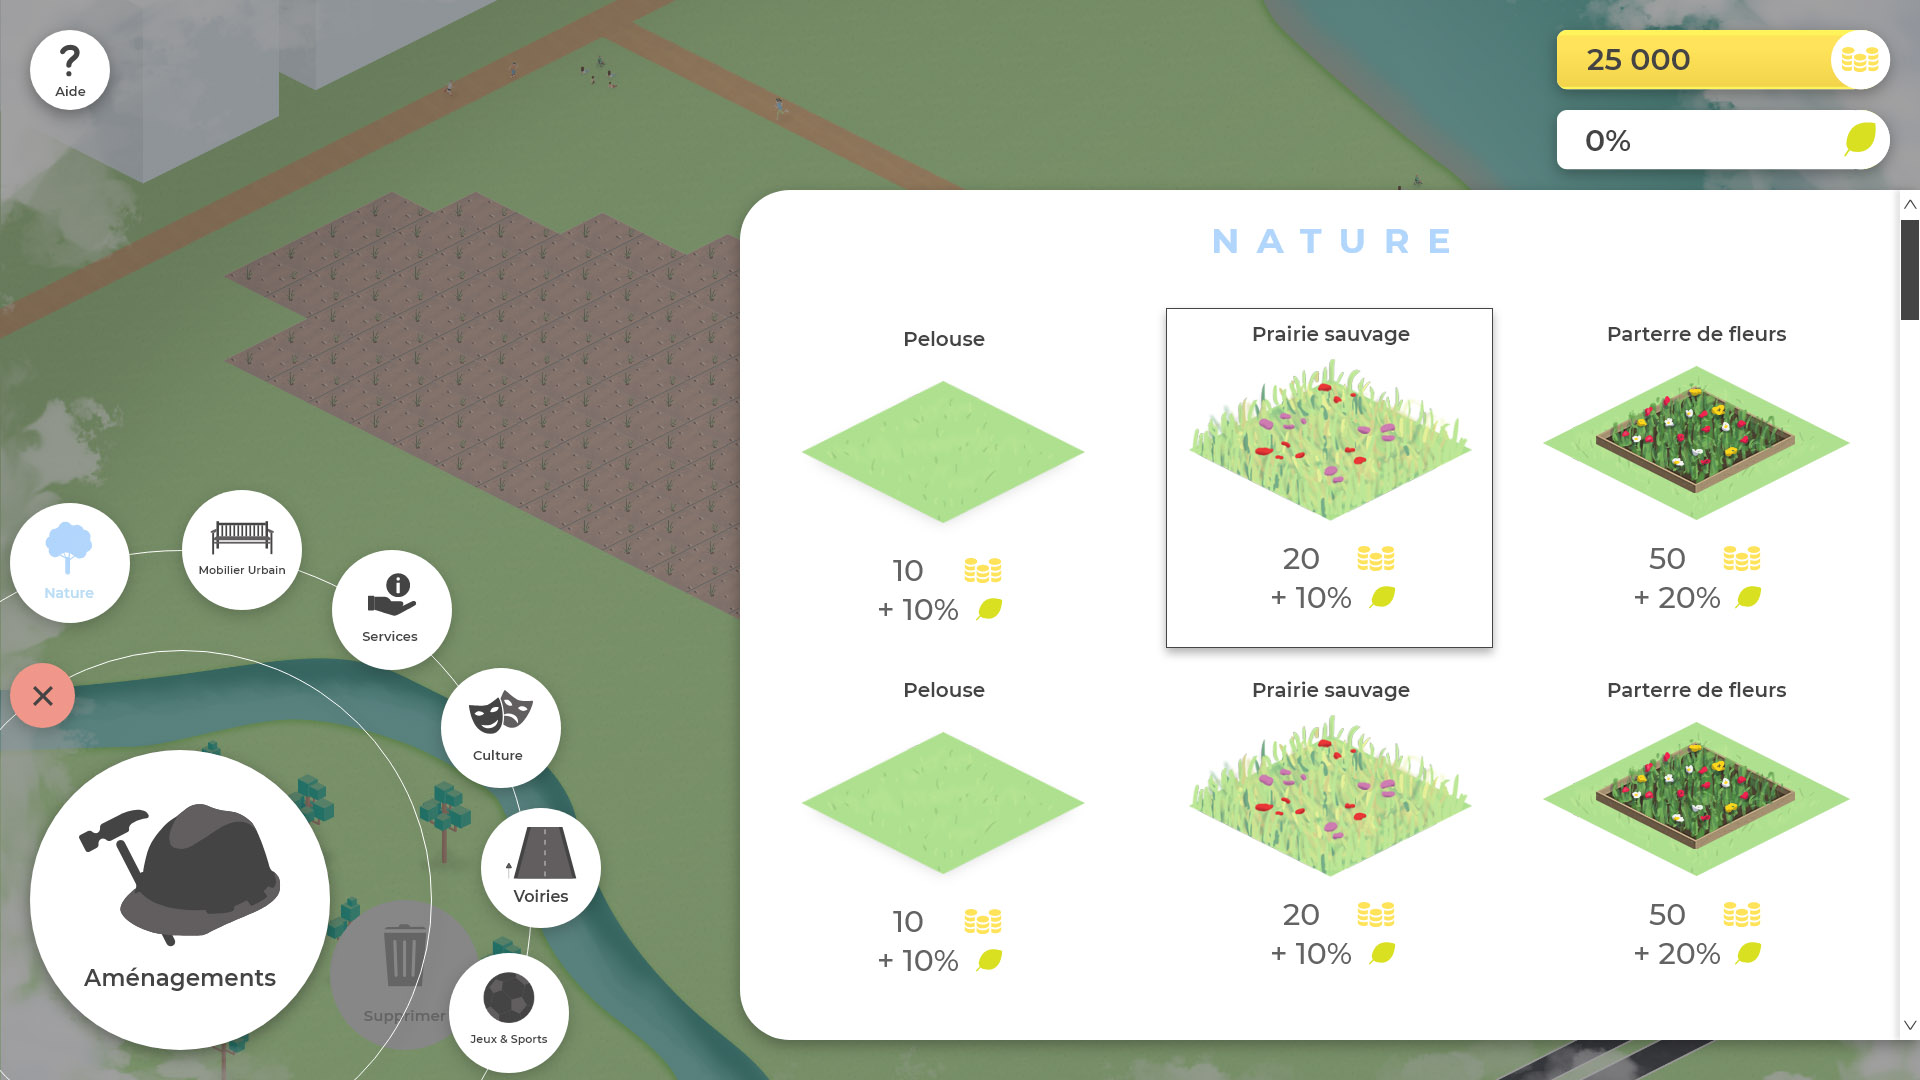 ?
Aide
25 000
0%
NATURE
Pelouse
Prairie sauvage
Parterre de fleurs
10
+ 10%
20
+ 10%
50
+ 20%
Pelouse
Prairie sauvage
Parterre de fleurs
10
+ 10%
20
+ 10%
50
+ 20%
Nature
Mobilier Urbain
Services
Culture
Voiries
Jeux & Sports
Aménagements
Supprimer